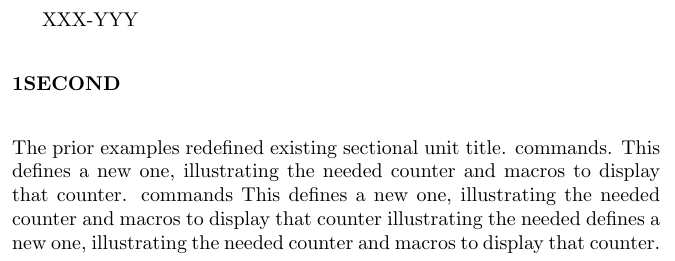 XXX-YYY
1SECOND
The prior examples redefined existing sectional unit title. commands. This
defines a new one, illustrating the needed counter and macros to display
that counter. commands This defines a new one, illustrating the needed
counter and macros to display that counter illustrating the needed defines a
new one, illustrating the needed counter and macros to display that counter.